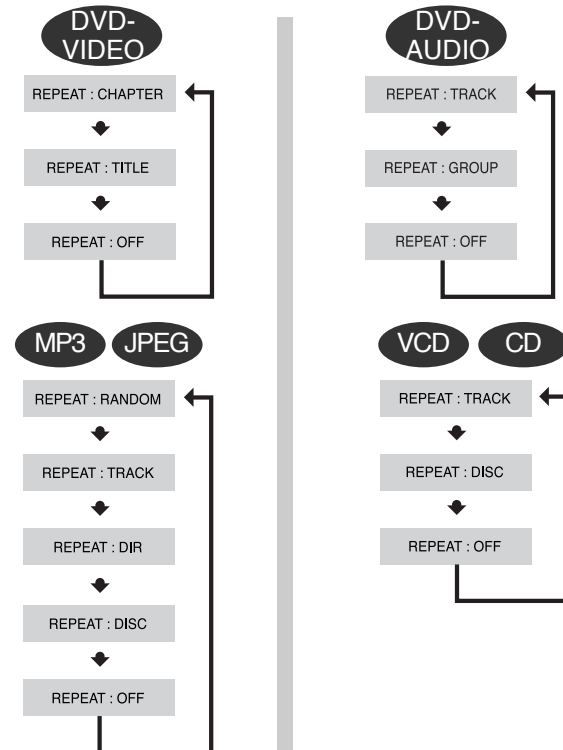 DVD-
VIDEO
REPEAT : CHAPTER
REPEAT : TITLE
REPEAT : OFF
MP3 JPEG
REPEAT : RANDOM
REPEAT : TRACK
REPEAT : DIR
REPEAT : DISC
REPEAT : OFF
DVD-
AUDIO
REPEAT : TRACK
REPEAT : GROUP
REPEAT : OFF
VCD CD
REPEAT : TRACK
REPEAT : DISC
REPEAT : OFF